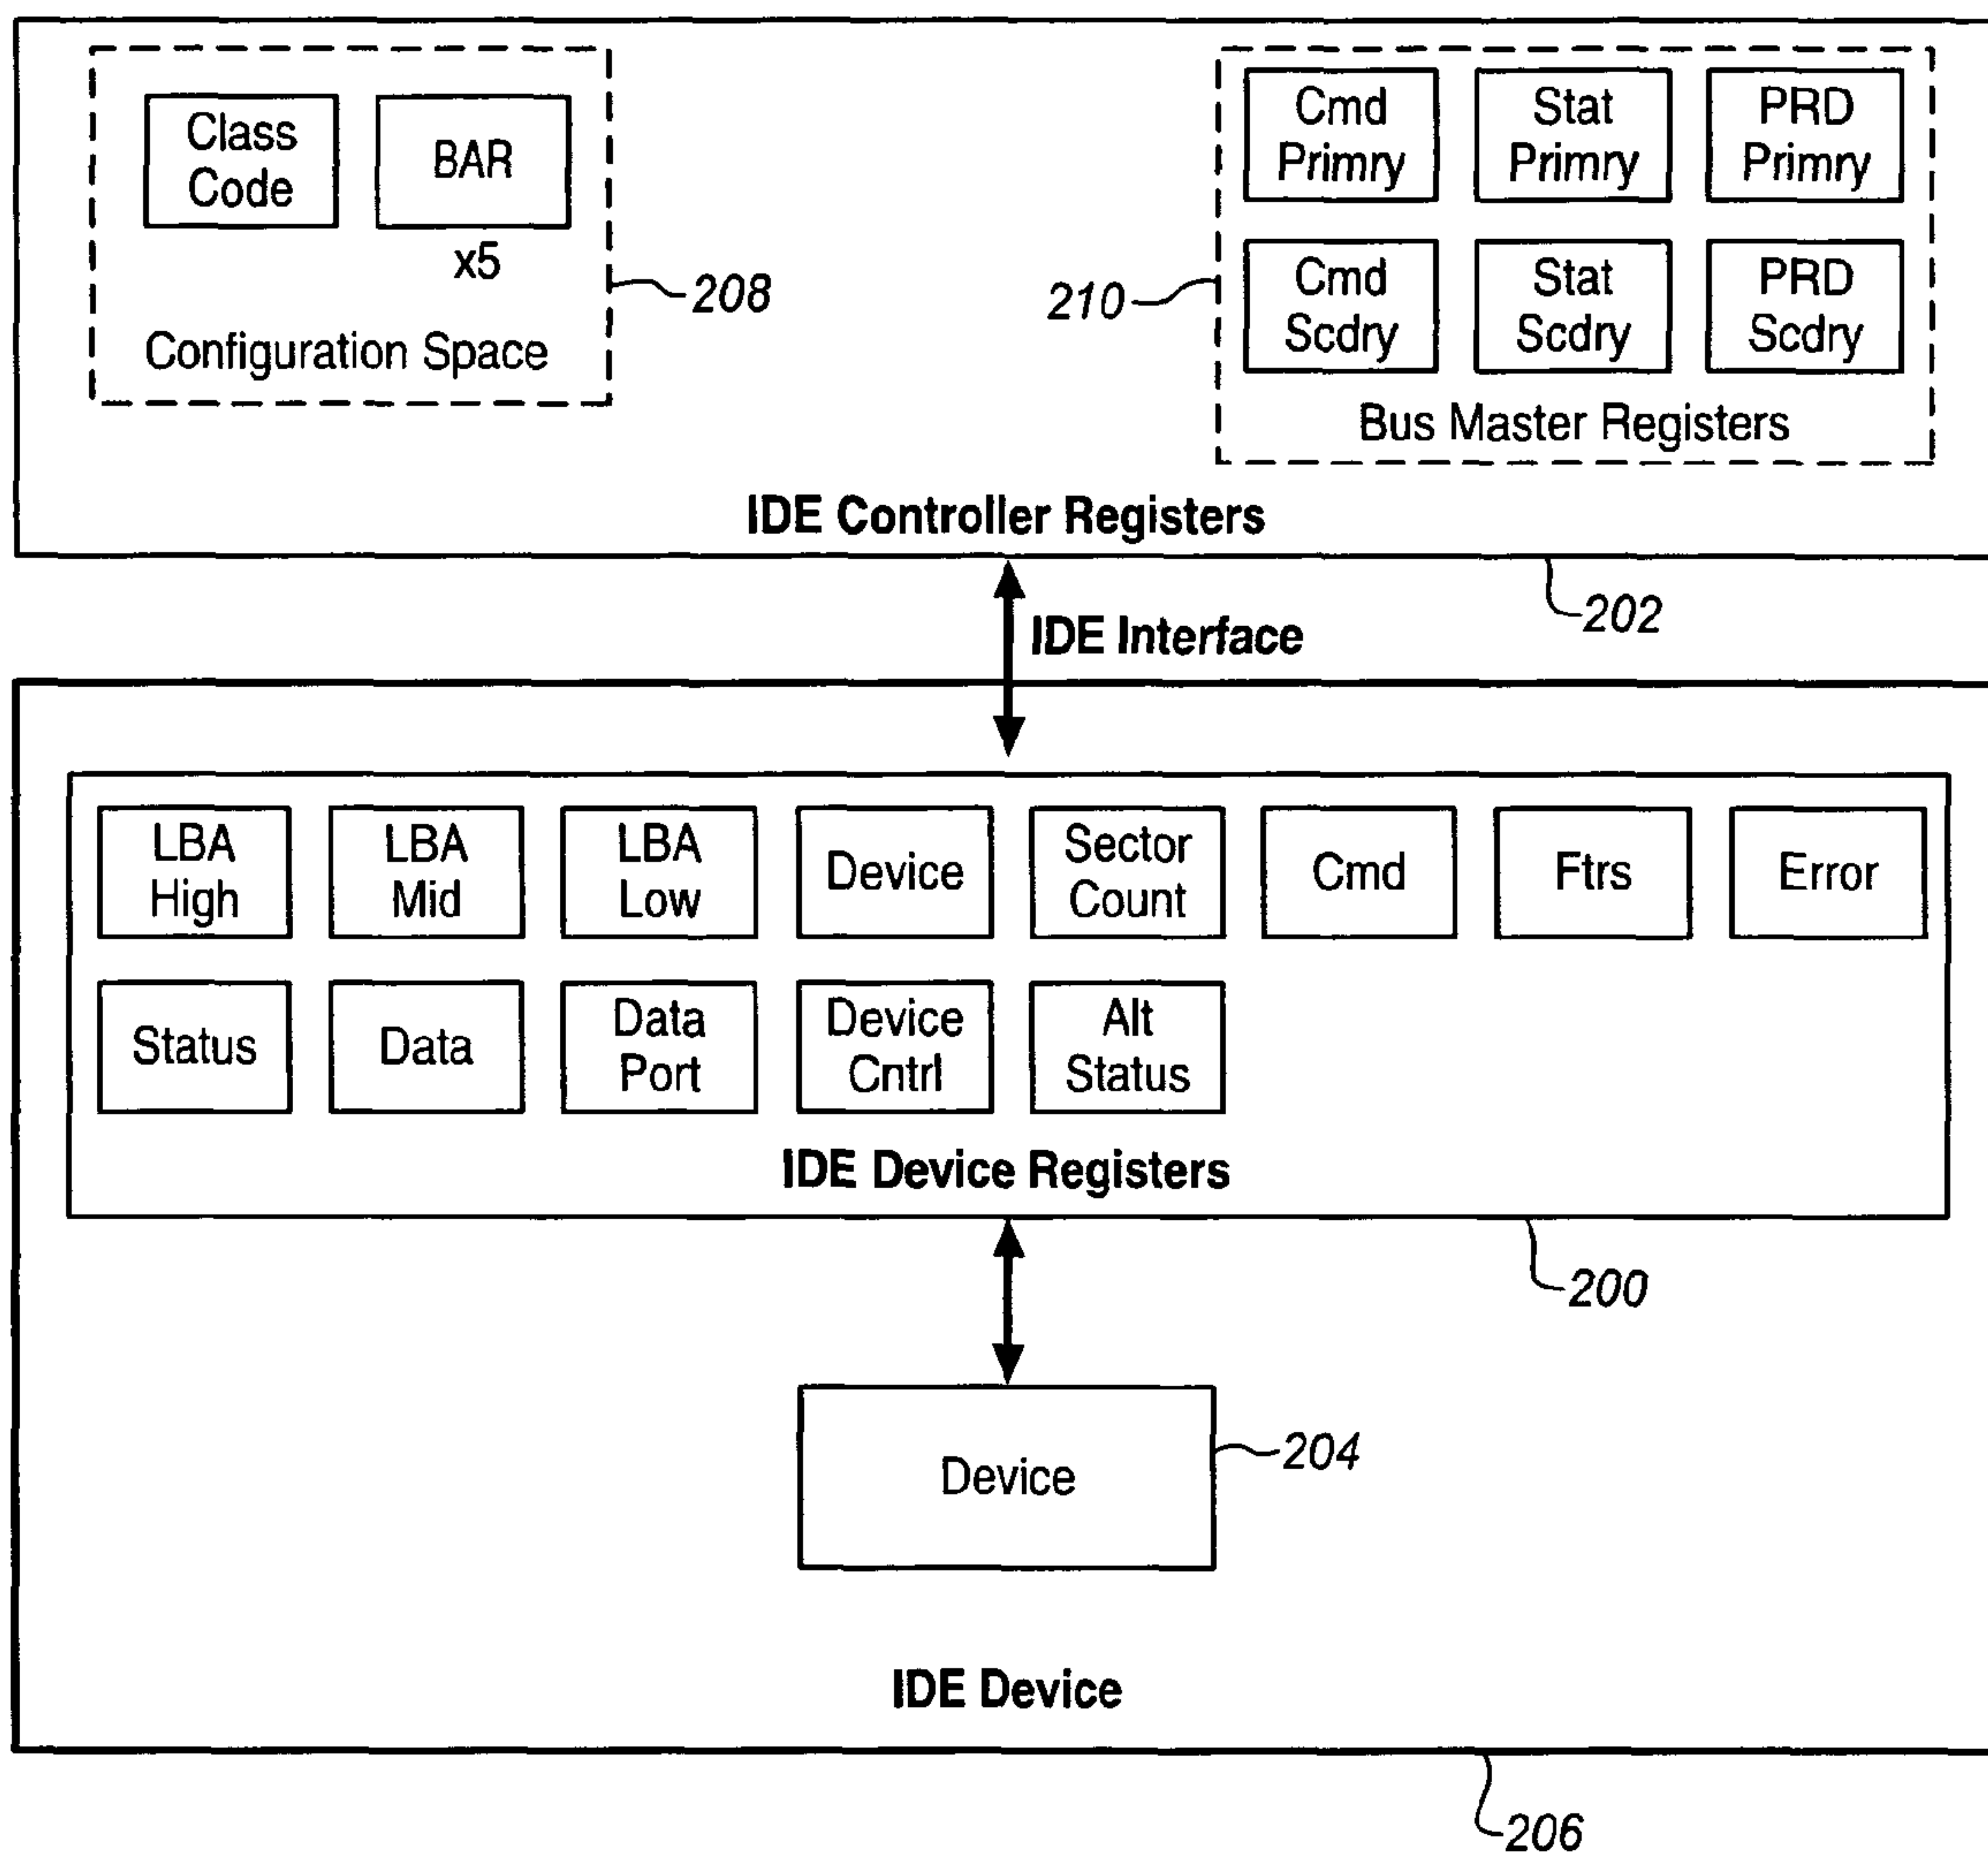 Class
Code
BAR
x5
Configuration Space
208
210
Cmd
Primry
Stat
Primry
PRD
Primry
Cmd
Scdry
Stat
Scdry
PRD
Scdry
Bus Master Registers
IDE Controller Registers
202
IDE Interface
LBA
High
LBA
Mid
LBA
Low
Device
Sector
Count
Cmd
Ftrs
Error
Status
Data
Data
Port
Device
Cntrl
Alt
Status
IDE Device Registers
200
Device
204
IDE Device
206